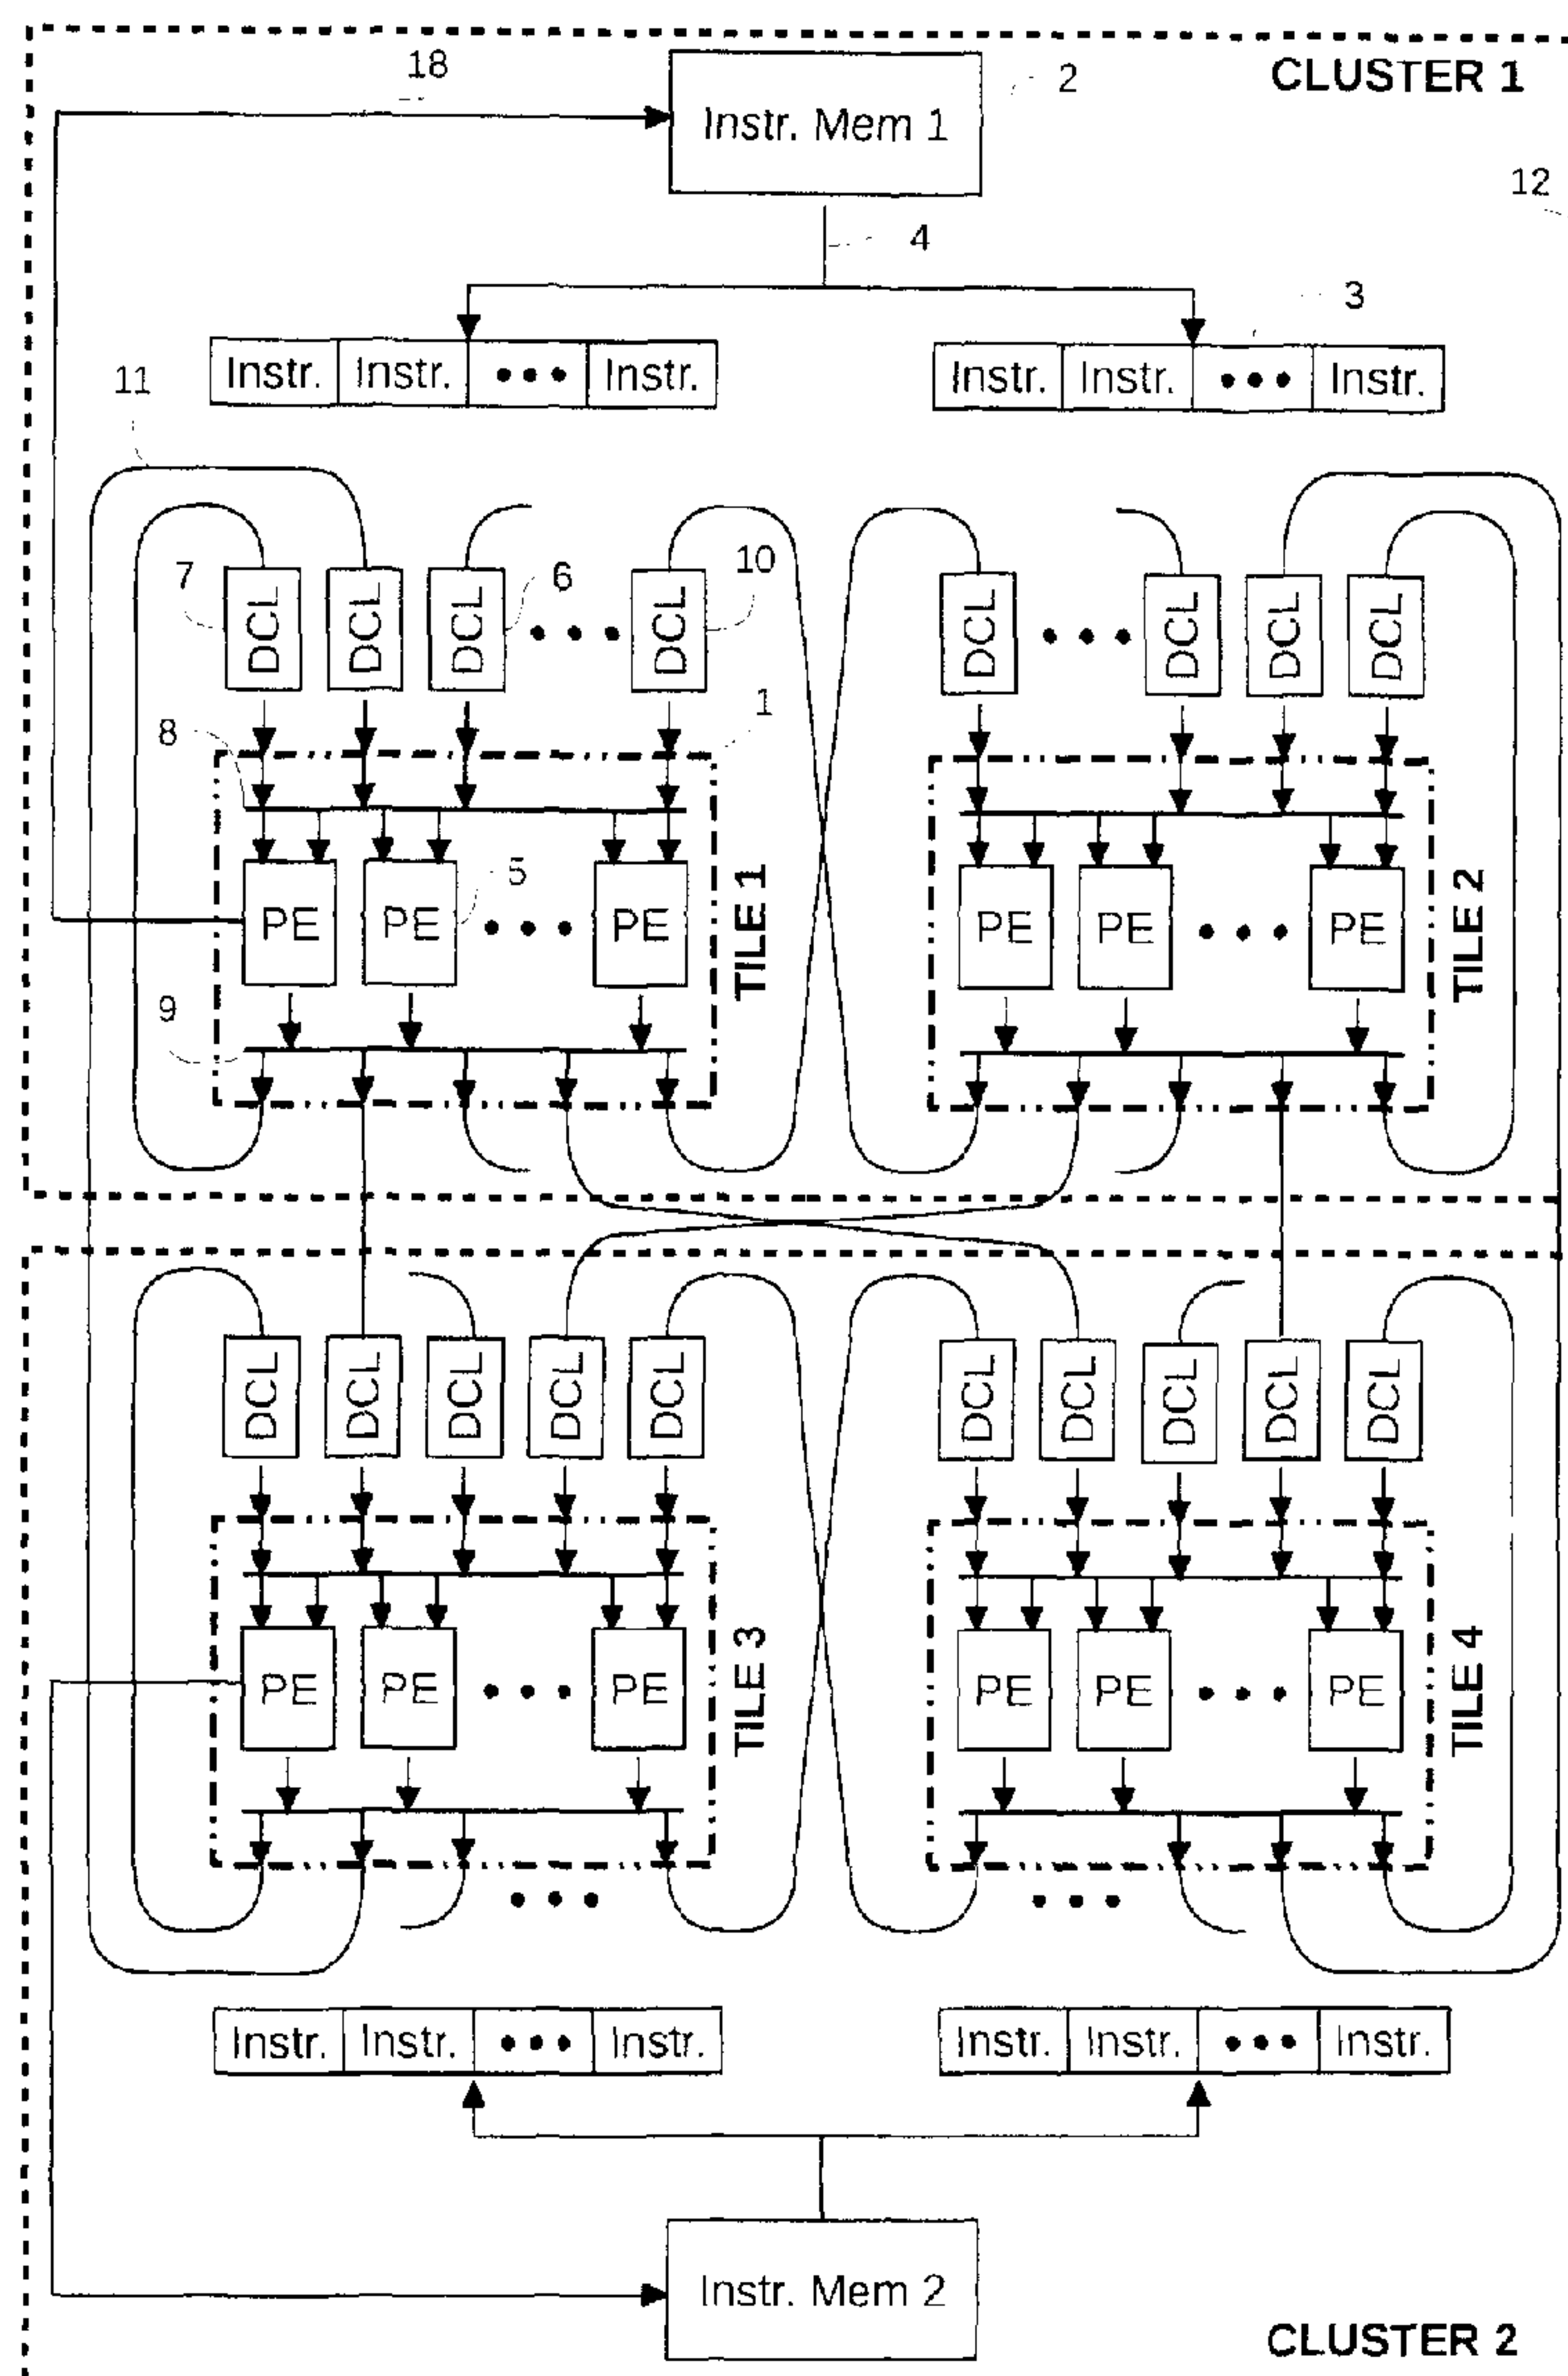 18
2
CLUSTER 1
Instr. Mem 1
12
4
3
Instr. Instr. ••• Instr.
Instr. Instr. ••• Instr.
11
7
6
10
DCL DCL DCL ••• DCL
DCL ••• DCL DCL DCL
8
1
5
PE PE ••• PE
TILE 1
PE PE ••• PE
TILE 2
9
DCL DCL DCL DCL DCL
DCL DCL DCL DCL DCL
PE PE ••• PE
TILE 3
PE PE ••• PE
TILE 4
•••
•••
Instr. Instr. ••• Instr.
Instr. Instr. ••• Instr.
Instr. Mem 2
CLUSTER 2